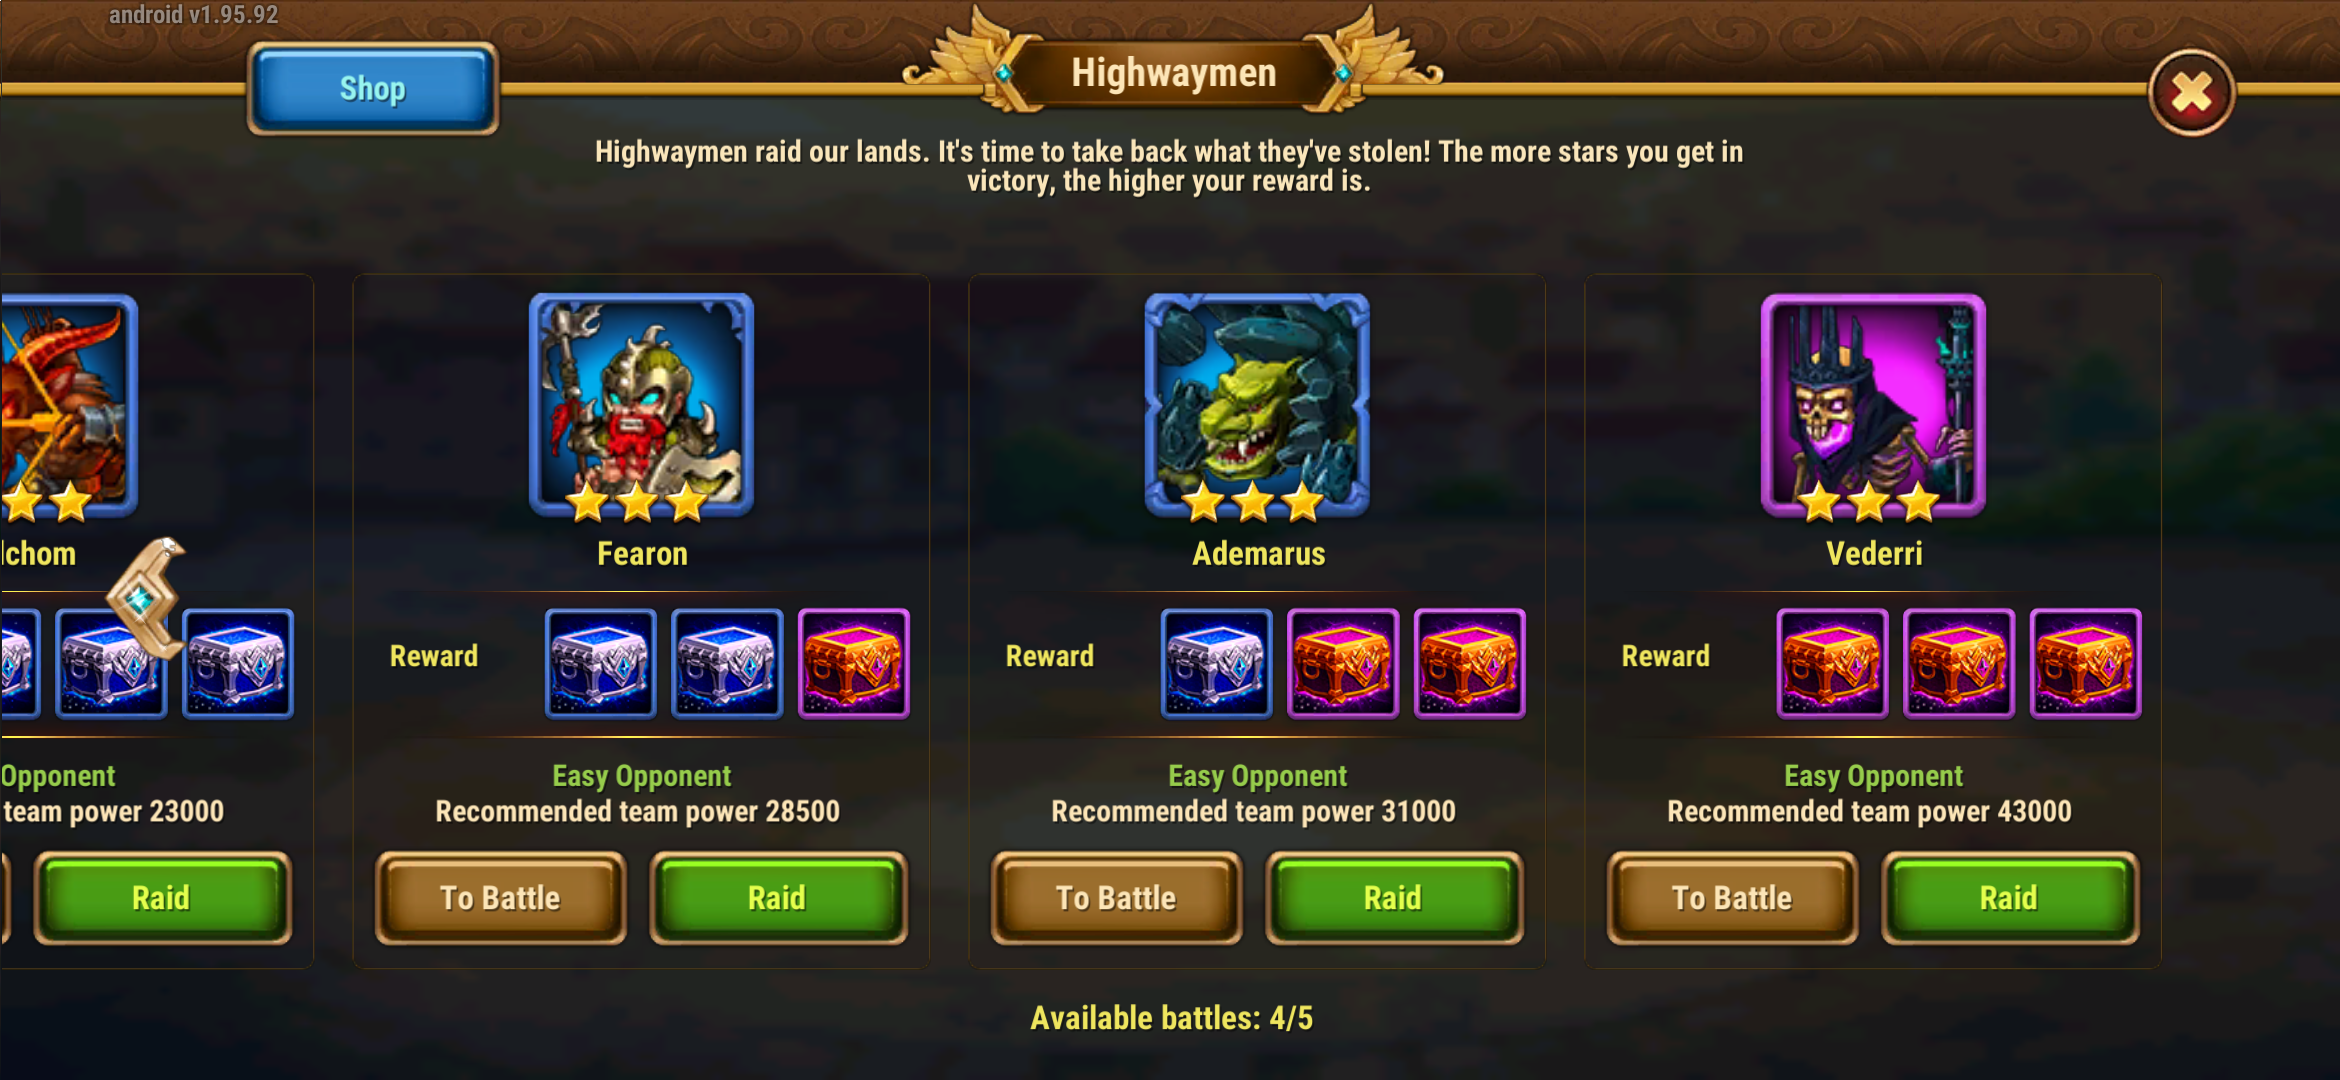 android v1.95.92
Shop
Highwaymen
Highwaymen raid our lands. It's time to take back what they've stolen! The more stars you get in
victory, the higher your reward is.
lchom
Opponent
team power 23000
Raid
Fearon
Reward
Easy Opponent
Recommended team power 28500
To Battle
Raid
Ademarus
Reward
Easy Opponent
Recommended team power 31000
To Battle
Raid
Vederri
Reward
Easy Opponent
Recommended team power 43000
To Battle
Raid
Available battles: 4/5